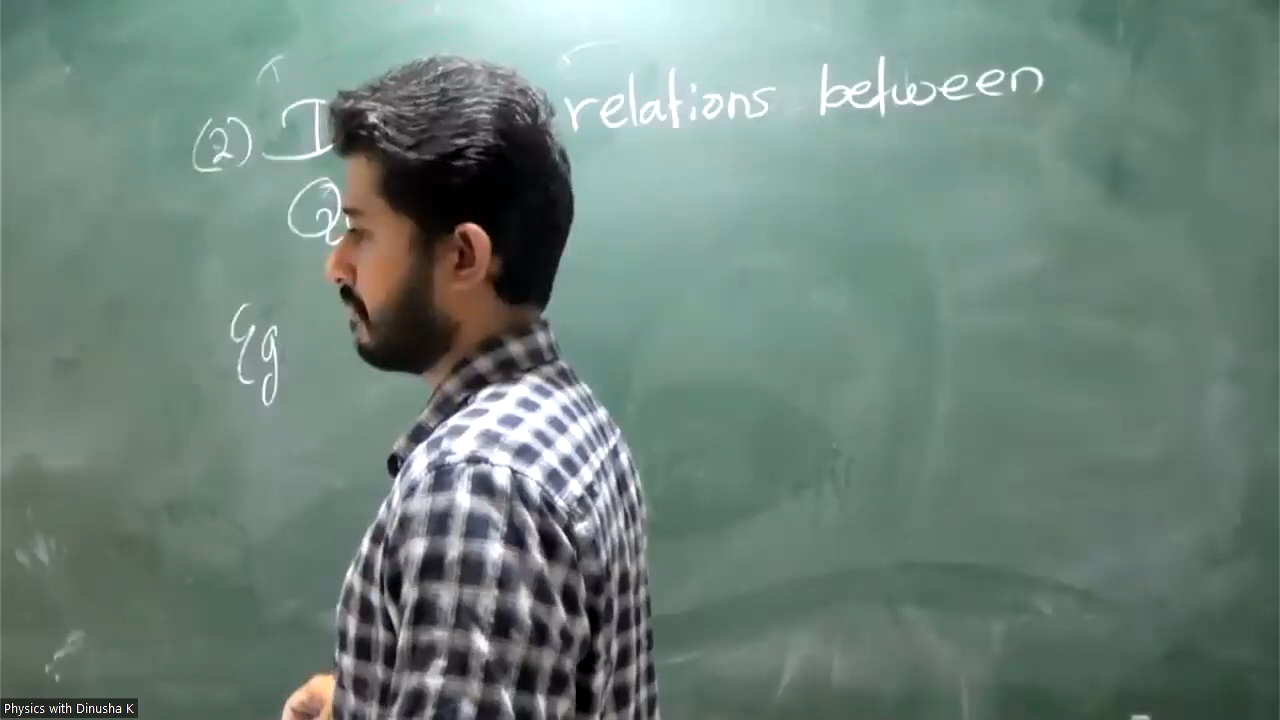 (2) relations between
Eg
Physics with Dinusha K